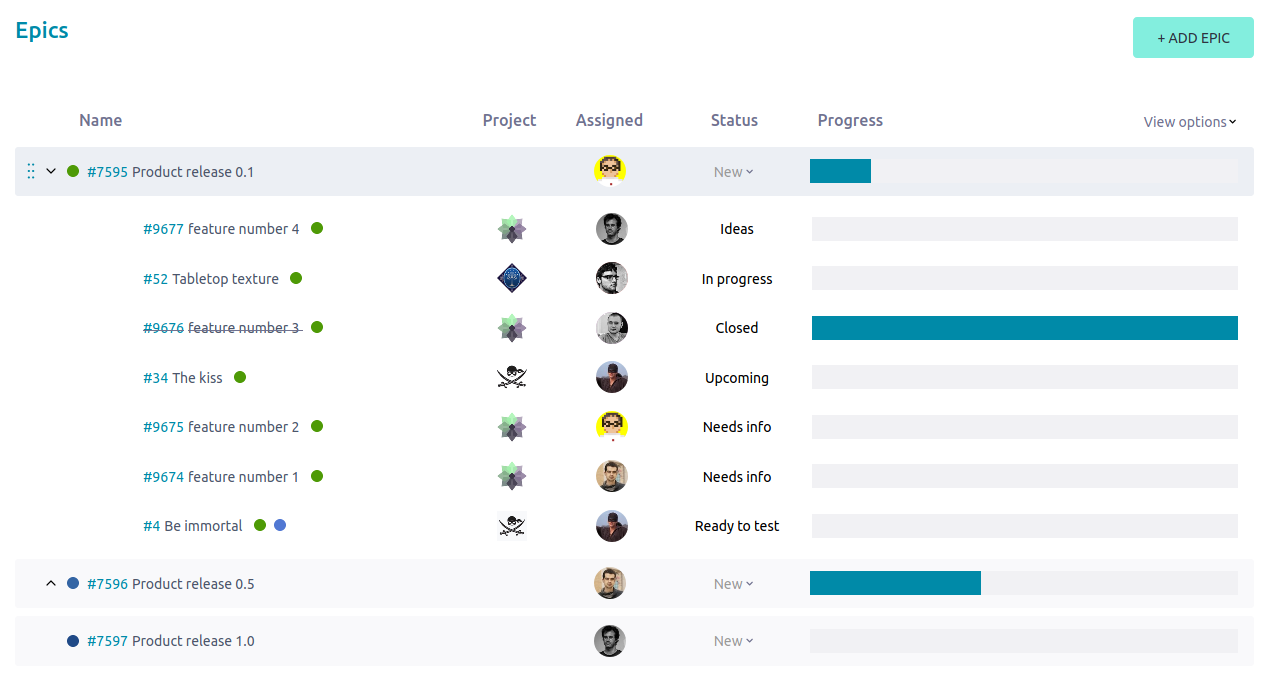 Epics
+ ADD EPIC
Name Project Assigned Status Progress View options
#7595 Product release 0.1 New
#9677 feature number 4 Ideas
#52 Tabletop texture In progress
#9676 feature number 3 Closed
#34 The kiss Upcoming
#9675 feature number 2 Needs info
#9674 feature number 1 Needs info
#4 Be immortal Ready to test
#7596 Product release 0.5 New
#7597 Product release 1.0 New